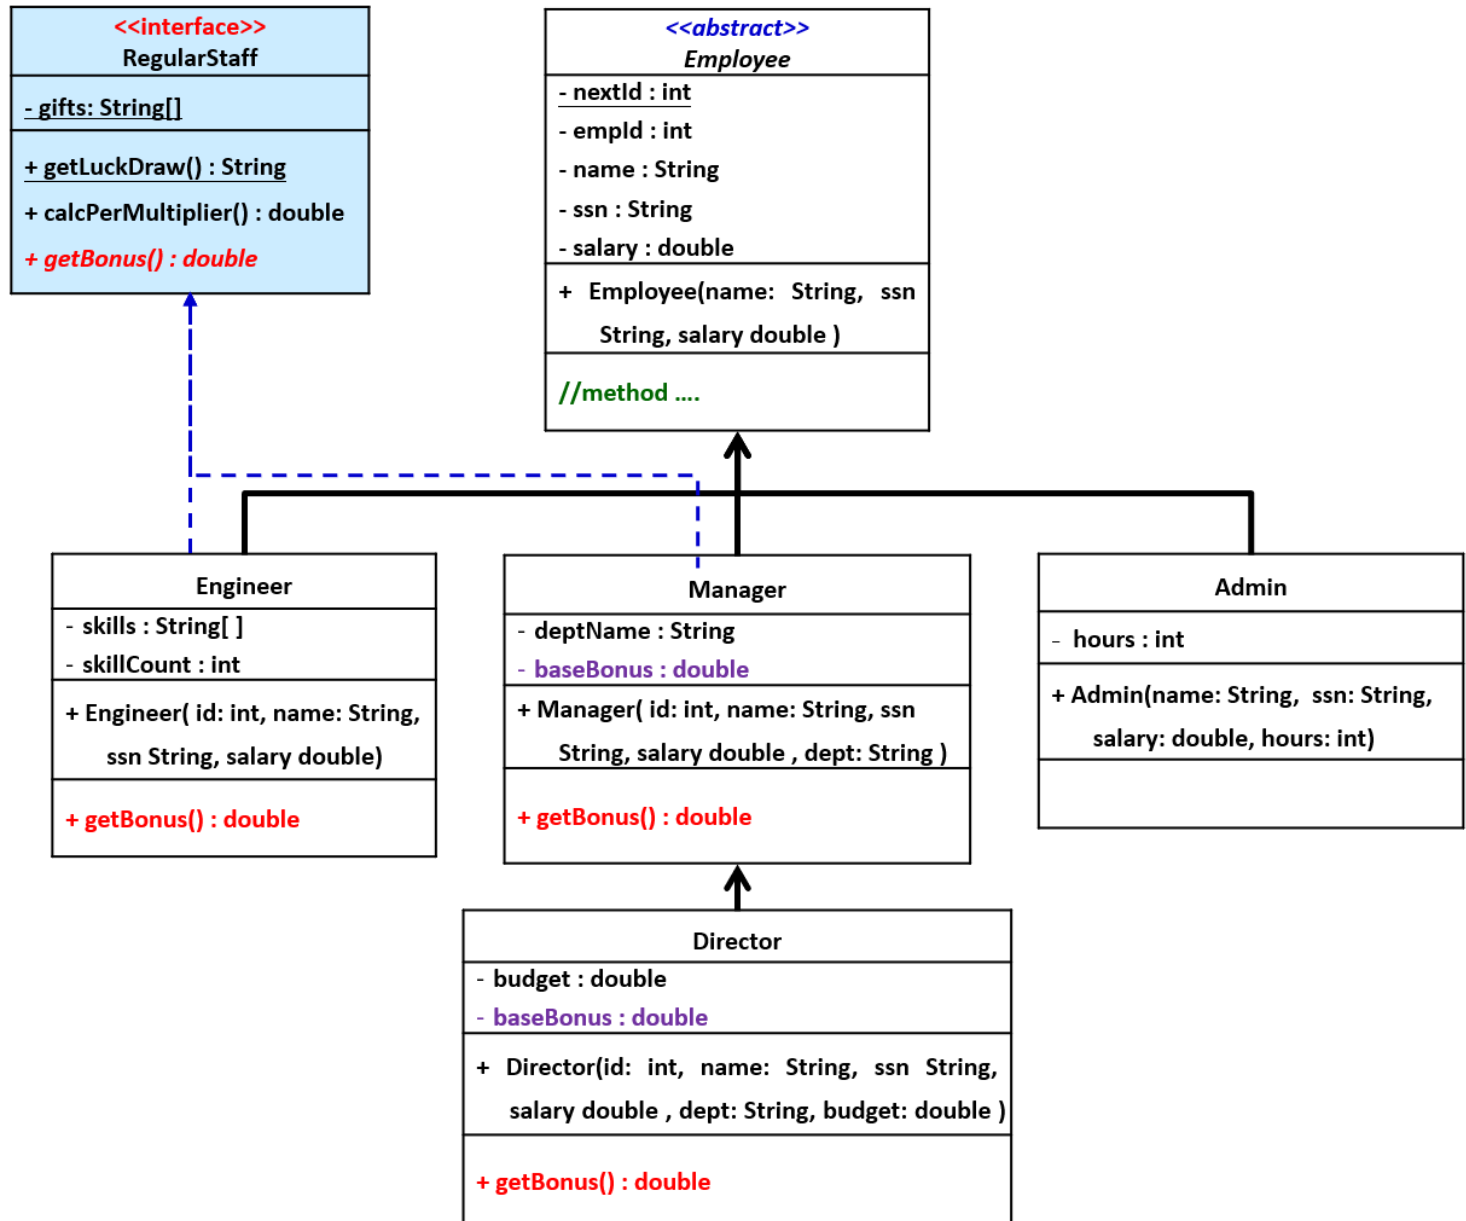 <<interface>>
RegularStaff
- gifts: String[]
+ getLuckDraw() : String
+ calcPerMultiplier() : double
+ getBonus() : double
<<abstract>>
Employee
- nextId : int
- empId : int
- name : String
- ssn : String
- salary : double
+ Employee(name: String, ssn
String, salary double )
//method ....
Engineer
- skills : String[ ]
- skillCount : int
+ Engineer( id: int, name: String,
ssn String, salary double)
+ getBonus() : double
Manager
- deptName : String
- baseBonus : double
+ Manager( id: int, name: String, ssn
String, salary double , dept: String )
+ getBonus() : double
Admin
- hours : int
+ Admin(name: String, ssn: String,
salary: double, hours: int)
Director
- budget : double
- baseBonus : double
+ Director(id: int, name: String, ssn String,
salary double , dept: String, budget: double )
+ getBonus() : double